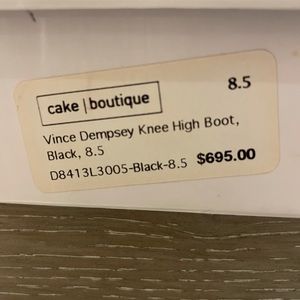 cake | boutique 8.5
Vince Dempsey Knee High Boot,
Black, 8.5
D8413L3005-Black-8.5 $695.00